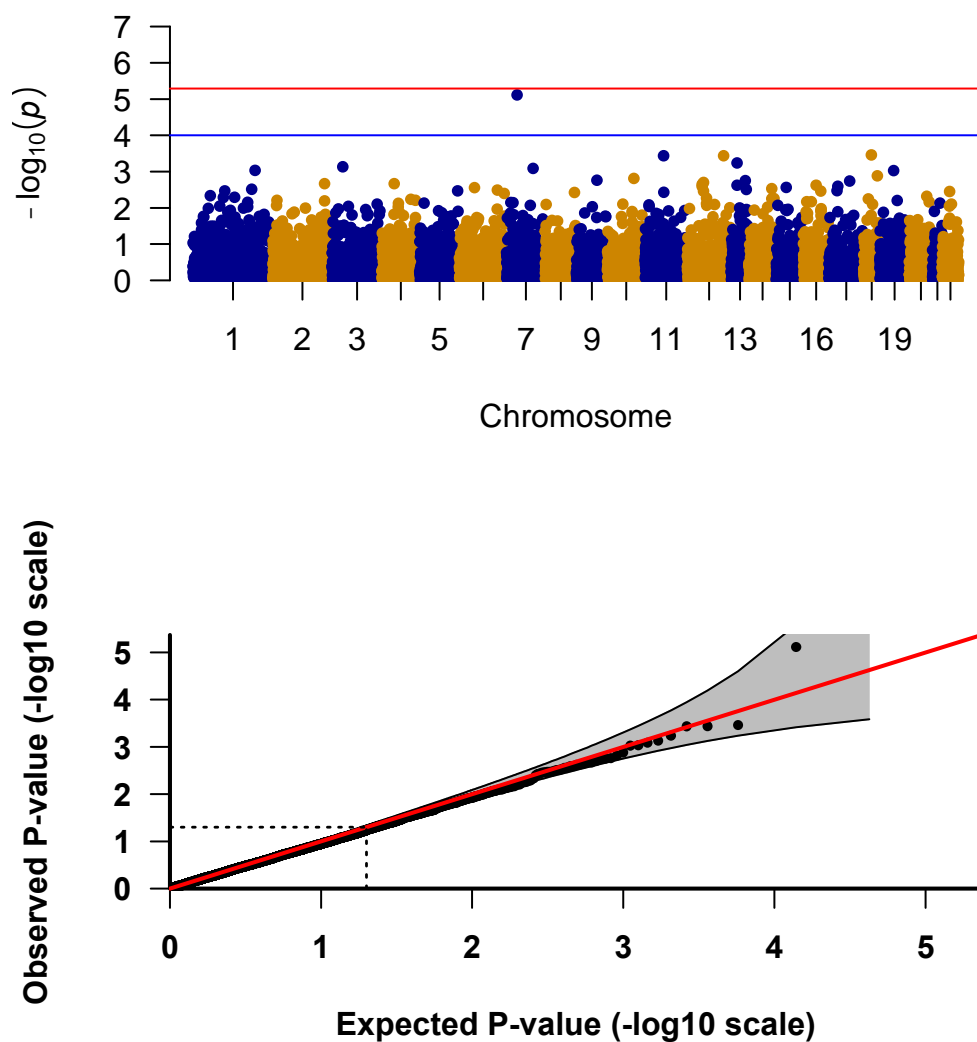 7
6
5
4
3
2
1
0
− log10(p)
1 2 3 5 7 9 11 13 16 19
Chromosome
5
4
3
2
1
0
Observed P-value (-log10 scale)
0 1 2 3 4 5
Expected P-value (-log10 scale)